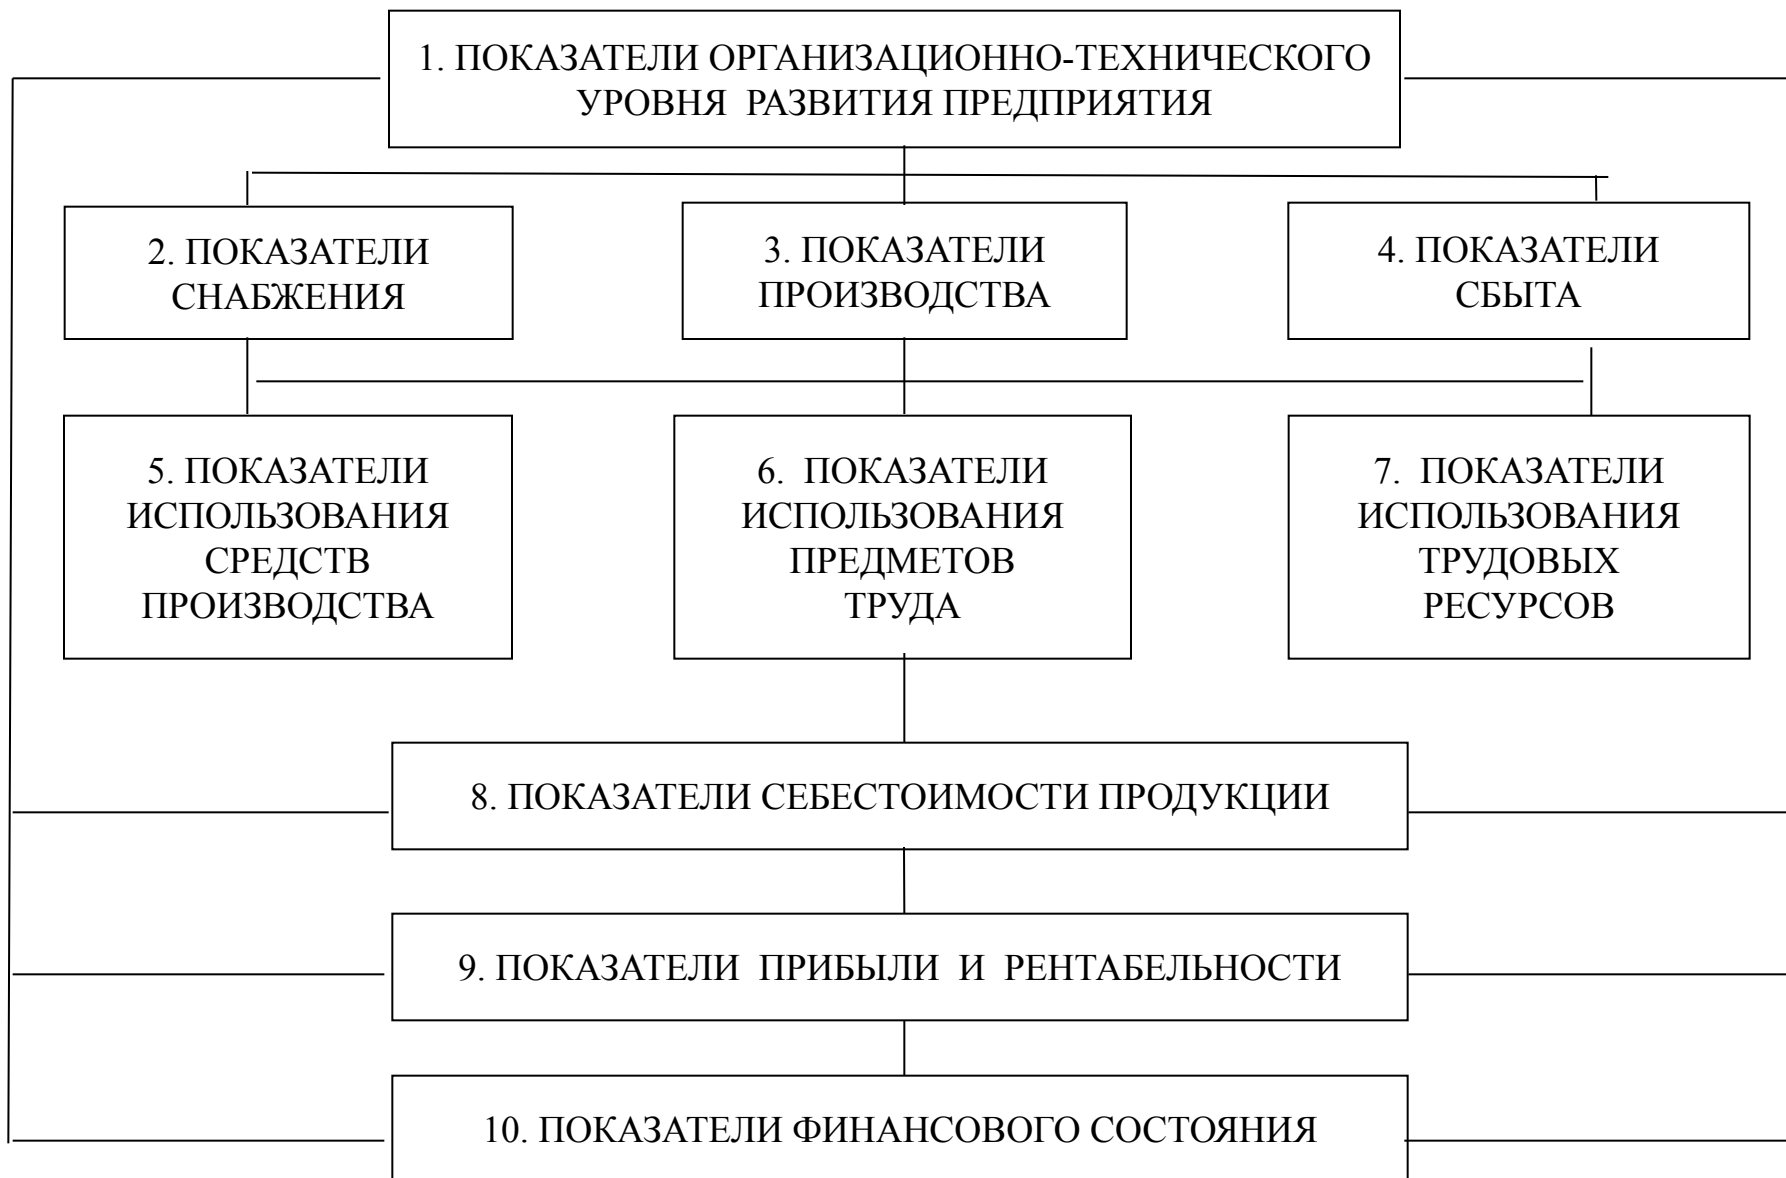 1. ПОКАЗАТЕЛИ ОРГАНИЗАЦИОННО-ТЕХНИЧЕСКОГО
УРОВНЯ РАЗВИТИЯ ПРЕДПРИЯТИЯ
2. ПОКАЗАТЕЛИ
СНАБЖЕНИЯ
3. ПОКАЗАТЕЛИ
ПРОИЗВОДСТВА
4. ПОКАЗАТЕЛИ
СБЫТА
5. ПОКАЗАТЕЛИ
ИСПОЛЬЗОВАНИЯ
СРЕДСТВ
ПРОИЗВОДСТВА
6. ПОКАЗАТЕЛИ
ИСПОЛЬЗОВАНИЯ
ПРЕДМЕТОВ
ТРУДА
7. ПОКАЗАТЕЛИ
ИСПОЛЬЗОВАНИЯ
ТРУДОВЫХ
РЕСУРСОВ
8. ПОКАЗАТЕЛИ СЕБЕСТОИМОСТИ ПРОДУКЦИИ
9. ПОКАЗАТЕЛИ ПРИБЫЛИ И РЕНТАБЕЛЬНОСТИ
10. ПОКАЗАТЕЛИ ФИНАНСОВОГО СОСТОЯНИЯ